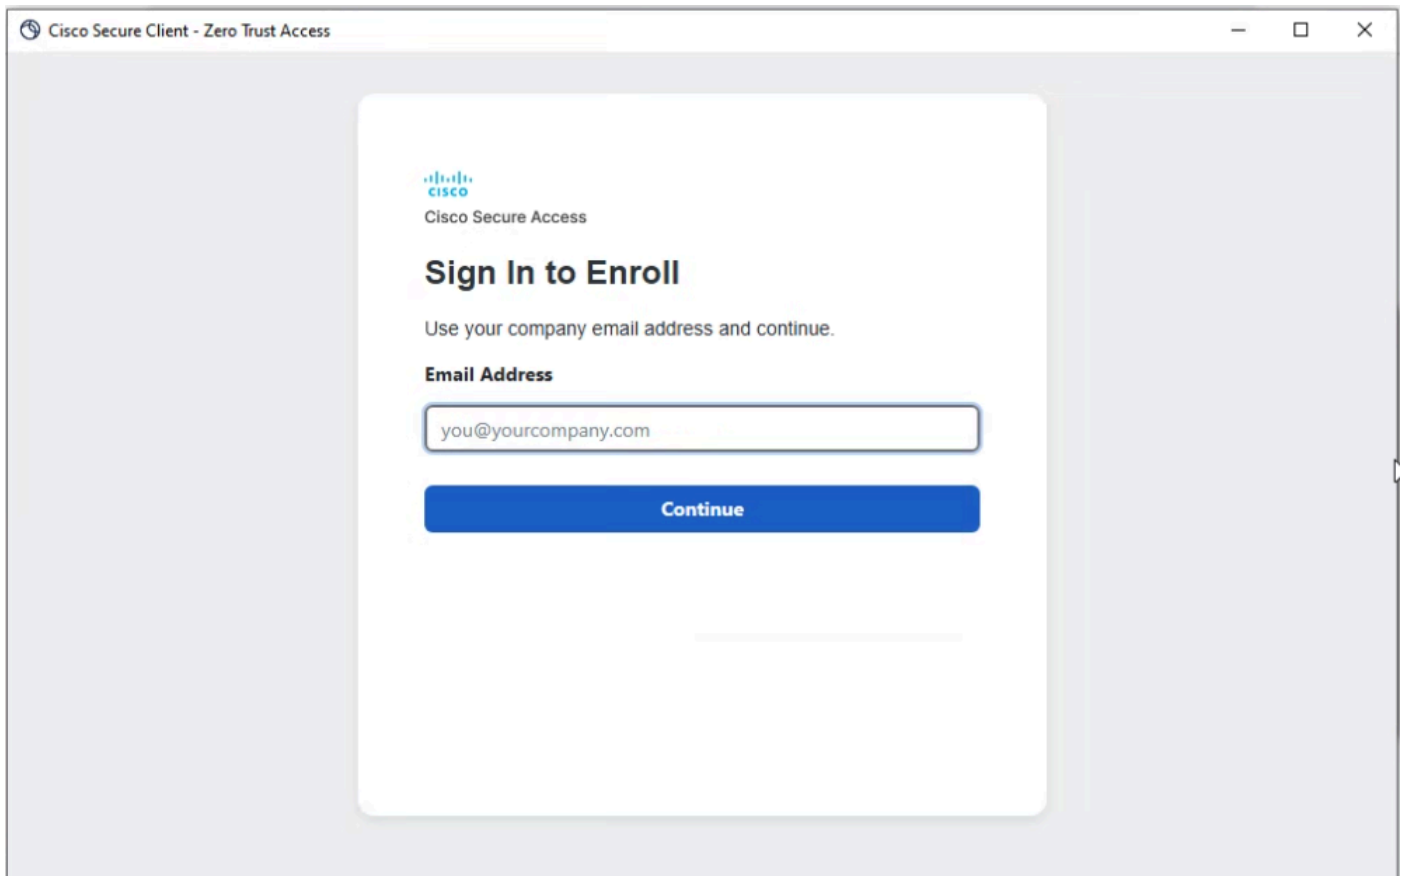 Cisco Secure Client - Zero Trust Access
CISCO
Cisco Secure Access
Sign In to Enroll
Use your company email address and continue.
Email Address
you@yourcompany.com
Continue